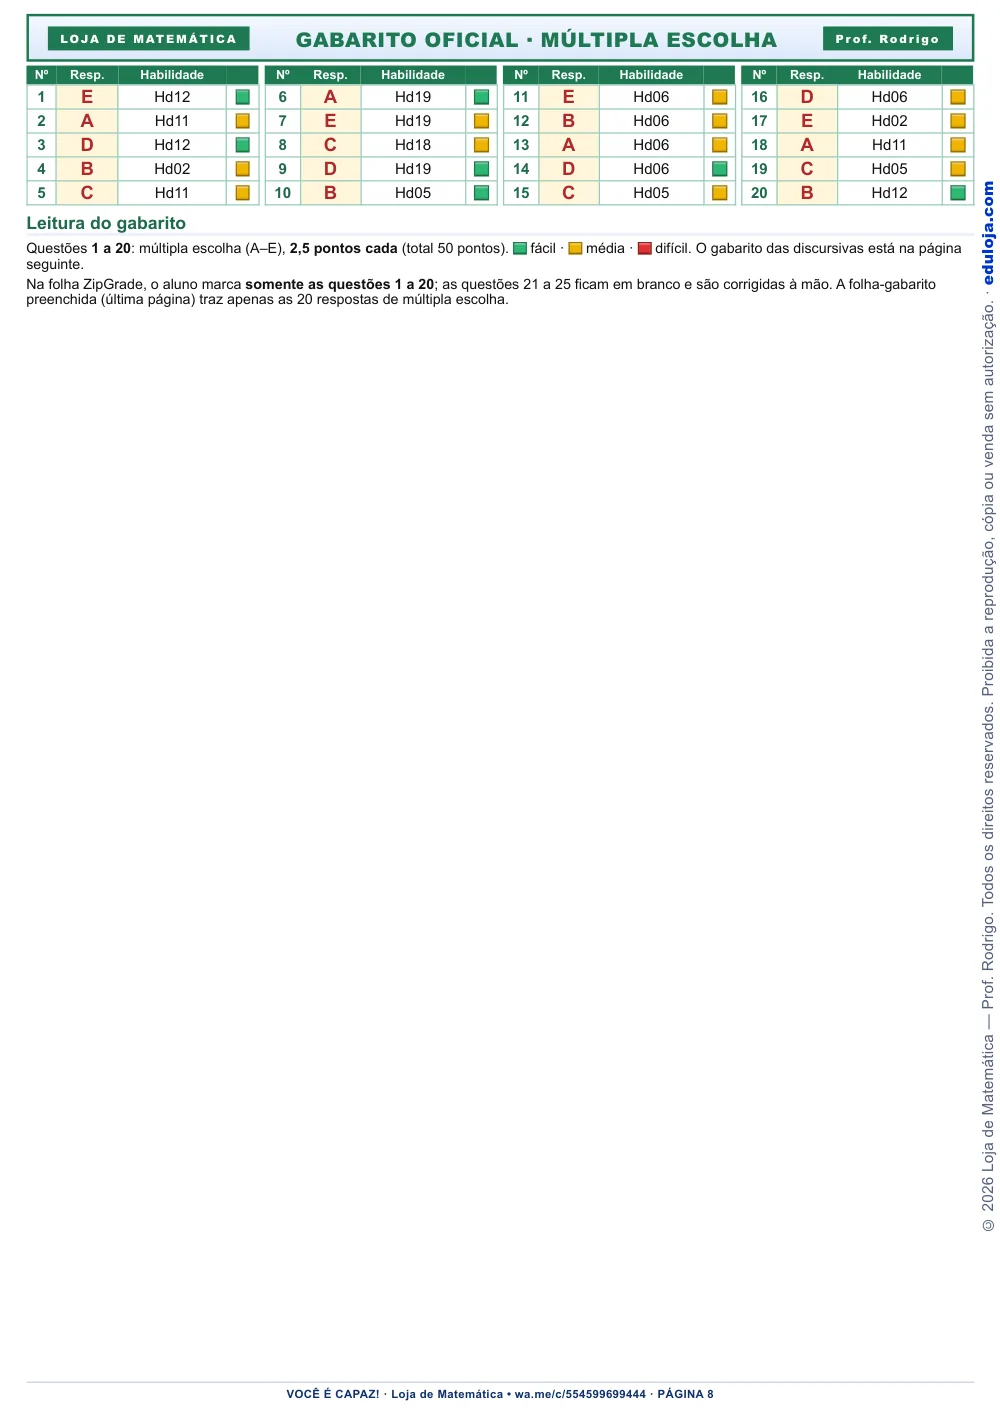 LOJA DE MATEMÁTICA
GABARITO OFICIAL · MÚLTIPLA ESCOLHA
Prof. Rodrigo
Nº Resp. Habilidade
1 E Hd12
2 A Hd11
3 D Hd12
4 B Hd02
5 C Hd11
Nº Resp. Habilidade
6 A Hd19
7 E Hd19
8 C Hd18
9 D Hd19
10 B Hd05
Nº Resp. Habilidade
11 E Hd06
12 B Hd06
13 A Hd06
14 D Hd06
15 C Hd05
Nº Resp. Habilidade
16 D Hd06
17 E Hd02
18 A Hd11
19 C Hd05
20 B Hd12
Leitura do gabarito
Questões 1 a 20: múltipla escolha (A–E), 2,5 pontos cada (total 50 pontos). fácil · média · difícil. O gabarito das discursivas está na página
seguinte.
Na folha ZipGrade, o aluno marca somente as questões 1 a 20; as questões 21 a 25 ficam em branco e são corrigidas à mão. A folha-gabarito
preenchida (última página) traz apenas as 20 respostas de múltipla escolha.
© 2026 Loja de Matemática — Prof. Rodrigo. Todos os direitos reservados. Proibida a reprodução, cópia ou venda sem autorização. · eduloja.com
VOCÊ É CAPAZ! · Loja de Matemática • wa.me/c/554599699444 · PÁGINA 8